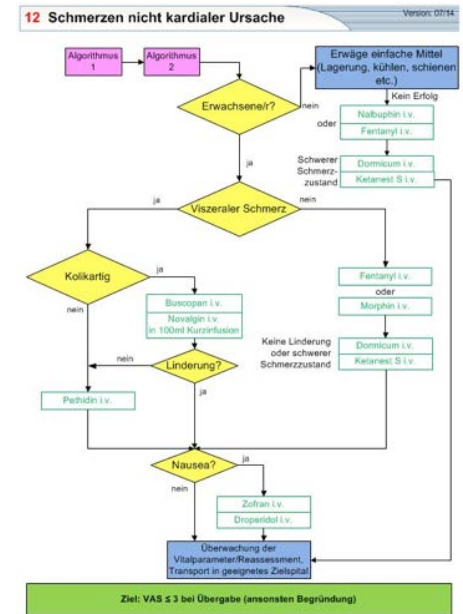 12 Schmerzen nicht kardialer Ursache
Version: 07/14
Algorithmus
1
Algorithmus
2
Erwäge einfache Mittel
(Lagerung, kühlen, schienen
etc.)
Erwachsene/r?
nein
Kein Erfolg
Nalbuphin i.v.
oder
Fentanyl i.v.
ja
Schwerer
Schmerz-
zustand
Dormicum i.v.
Ketanest S i.v.
ja
Viszeraler Schmerz
nein
Kolikartig
ja
Buscopan i.v.
Novalgin i.v.
in 100ml Kurzinfusion
Fentanyl i.v.
oder
Morphin i.v.
nein
Keine Linderung
oder schwerer
Schmerzzustand
Dormicum i.v.
Ketanest S i.v.
nein
Linderung?
Pethidin i.v.
ja
Nausea?
ja
nein
Zofran i.v.
Droperidol i.v.
Überwachung der
Vitalparameter/Reassessment,
Transport in geeignetes Zielspital
Ziel: VAS ≤ 3 bei Übergabe (ansonsten Begründung)